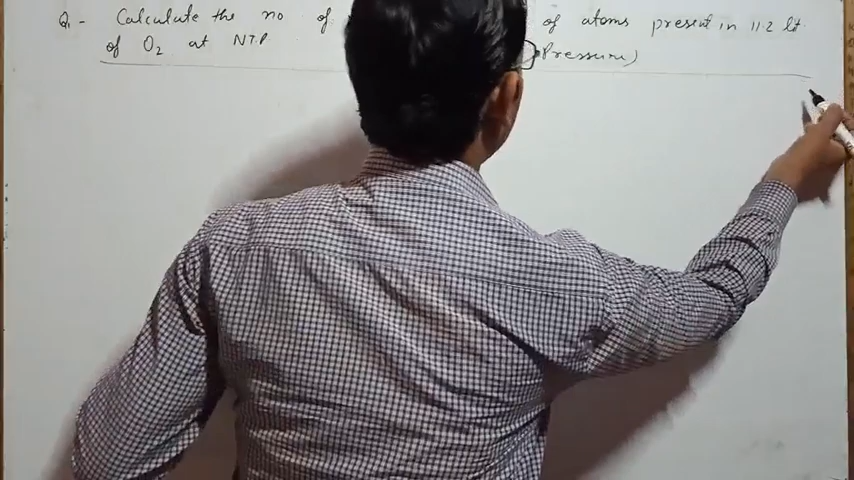 Q. - Calculate the no of of atoms present in 11.2 lit
of O2 at NTP Pressure)